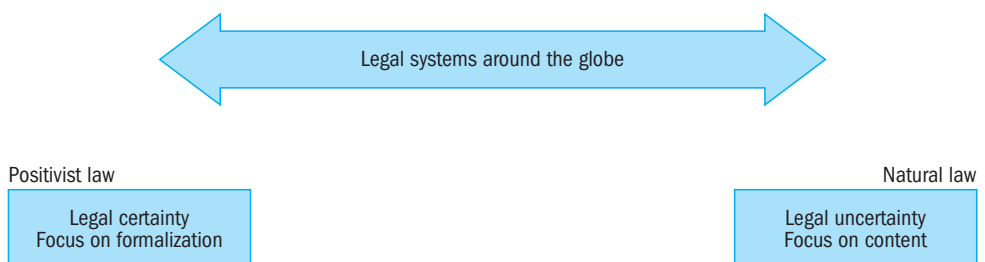 Legal systems around the globe
Positivist law
Natural law
Legal certainty
Focus on formalization
Legal uncertainty
Focus on content